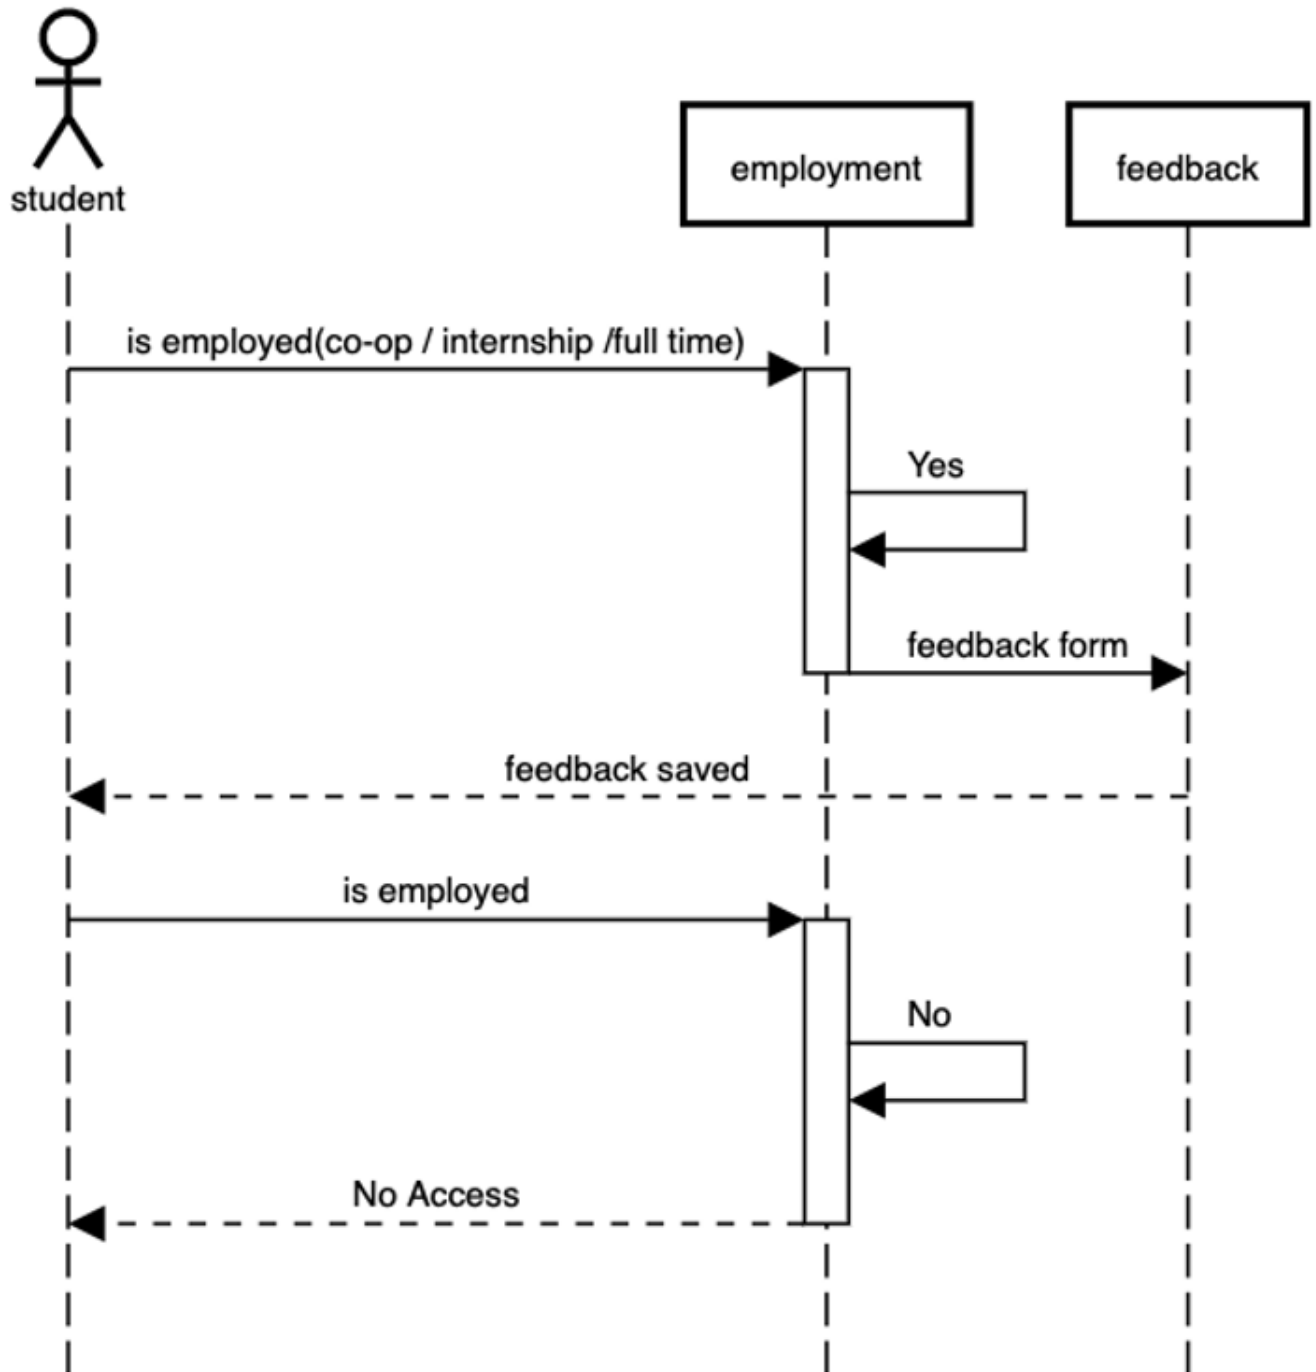 student
employment
feedback
is employed(co-op / internship /full time)
Yes
feedback form
feedback saved
is employed
No
No Access